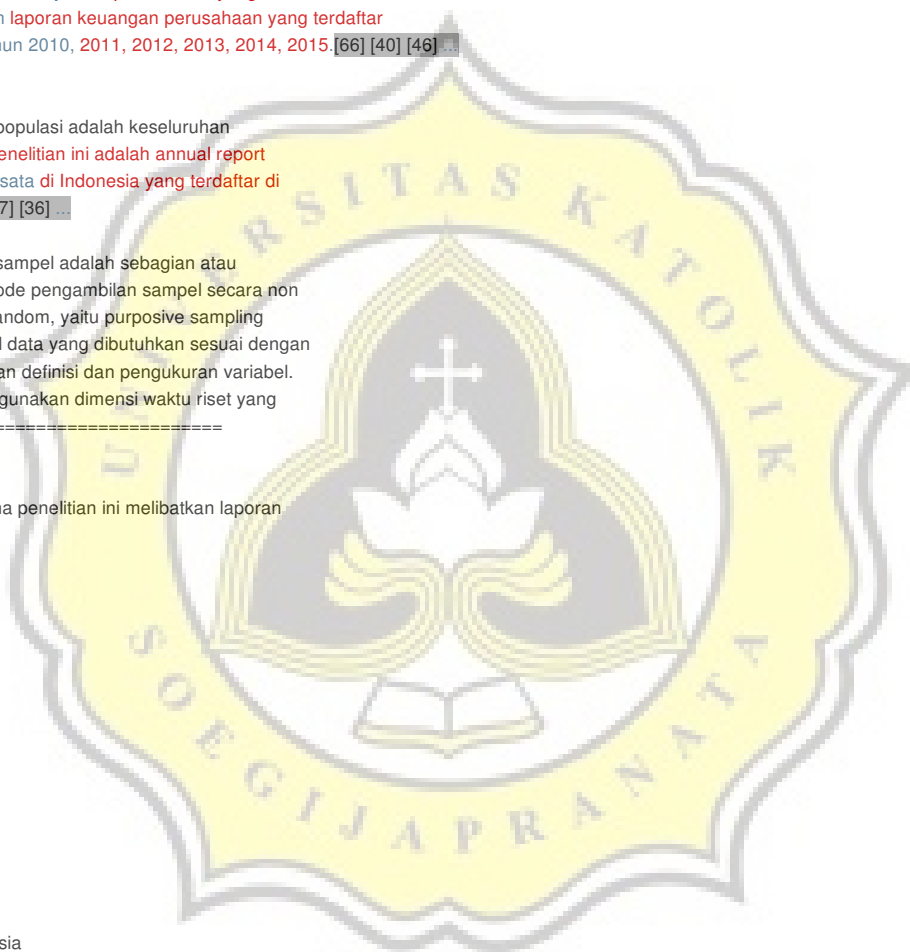 n laporan keuangan perusahaan yang terdaftar
un 2010, 2011, 2012, 2013, 2014, 2015.[66] [40] [46] ...
populasi adalah keseluruhan
enelitian ini adalah annual report
sata di Indonesia yang terdaftar di
7] [36] ...
sampel adalah sebagian atau
ode pengambilan sampel secara non
andom, yaitu purposive sampling
l data yang dibutuhkan sesuai dengan
an definisi dan pengukuran variabel.
gunakan dimensi waktu riset yang
======================
a penelitian ini melibatkan laporan
sia
UNIVERSITAS KATOLIK
SOEGIJAPRANATA